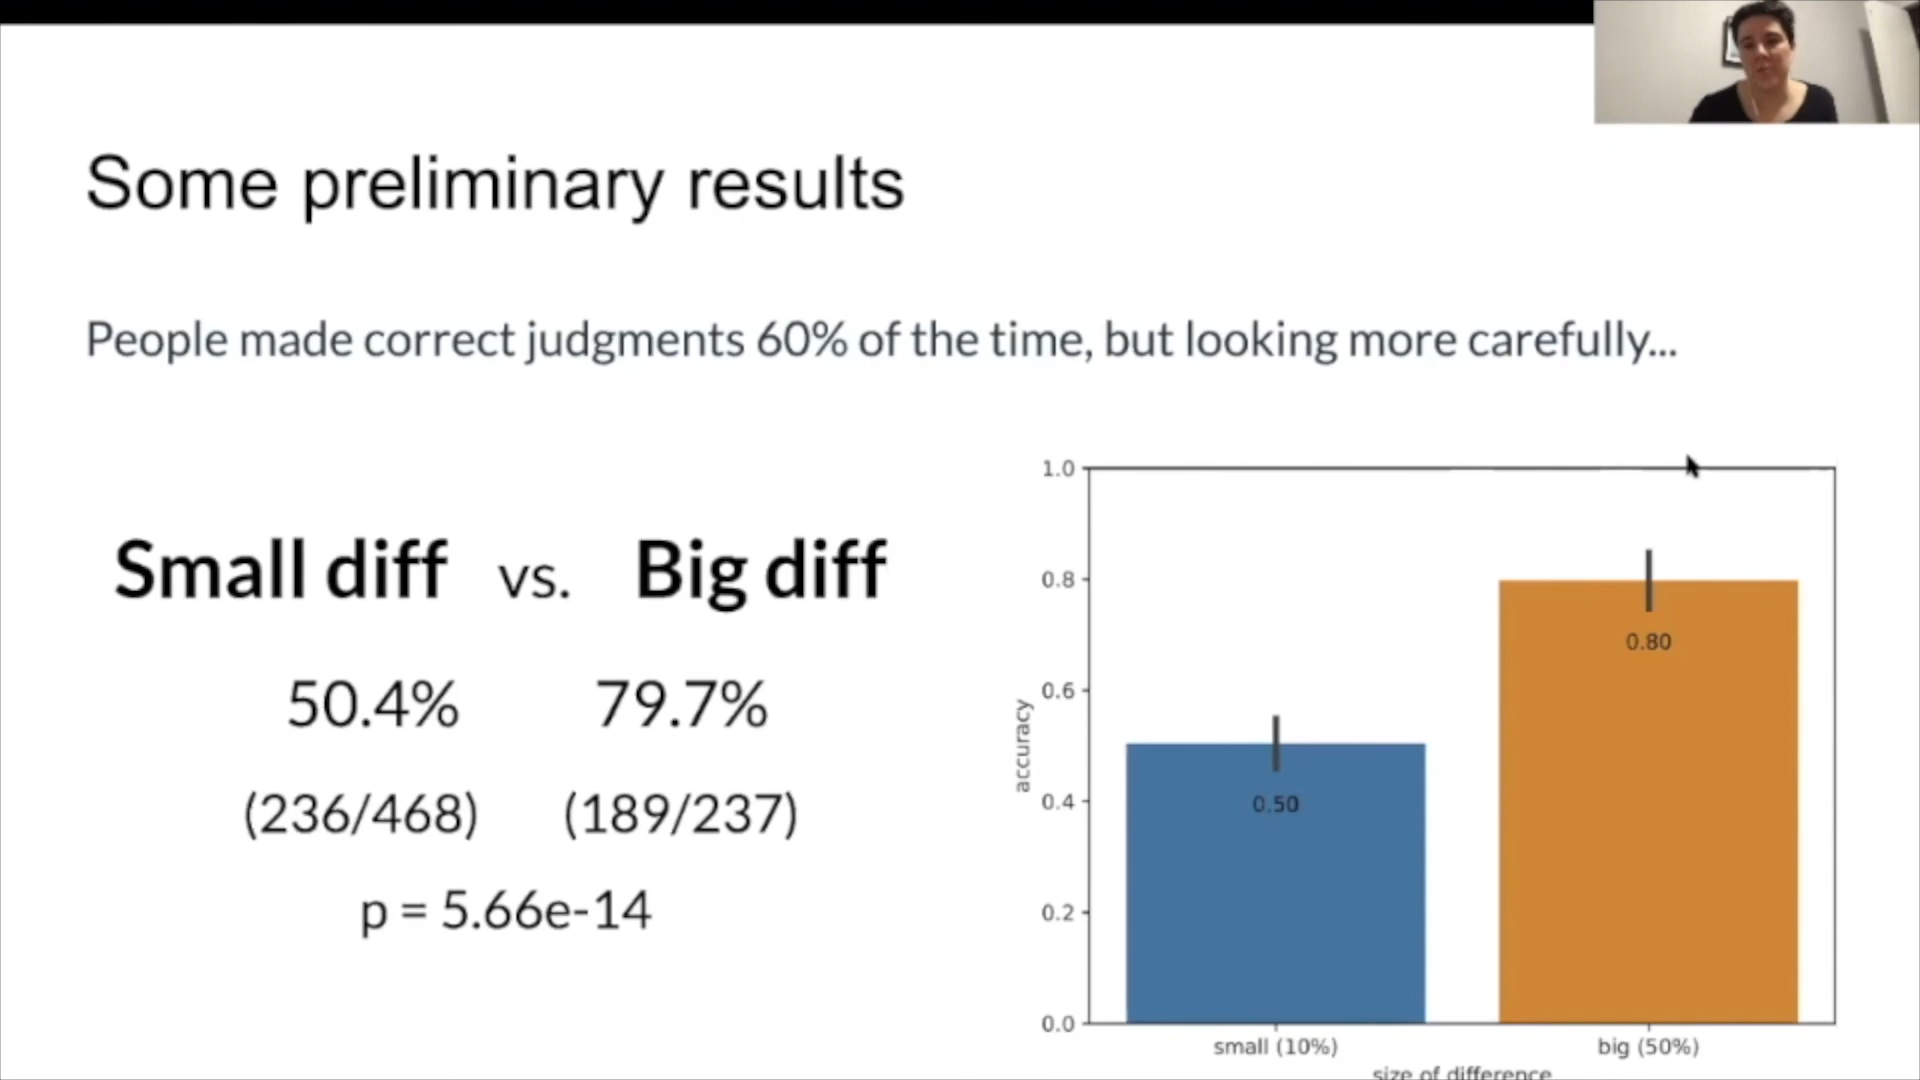 Some preliminary results
People made correct judgments 60% of the time, but looking more carefully...
Small diff vs. Big diff
50.4% 79.7%
(236/468) (189/237)
p = 5.66e-14
1.0
0.8
0.6
0.4
0.2
0.0
accuracy
0.50
0.80
small (10%) big (50%)
size of difference